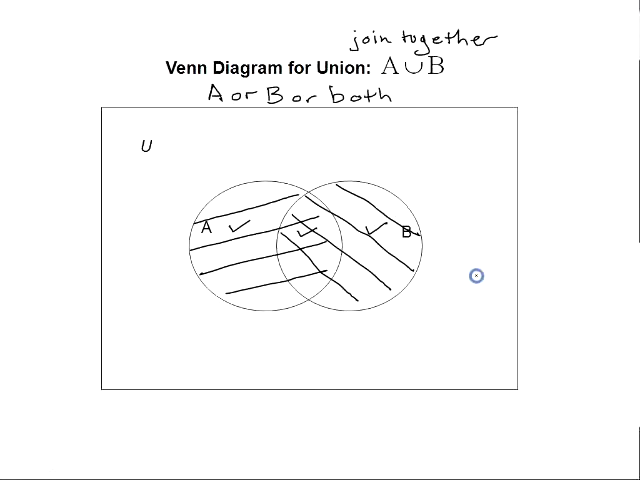 join together
Venn Diagram for Union: A∪B
A or B or both
U
A
B